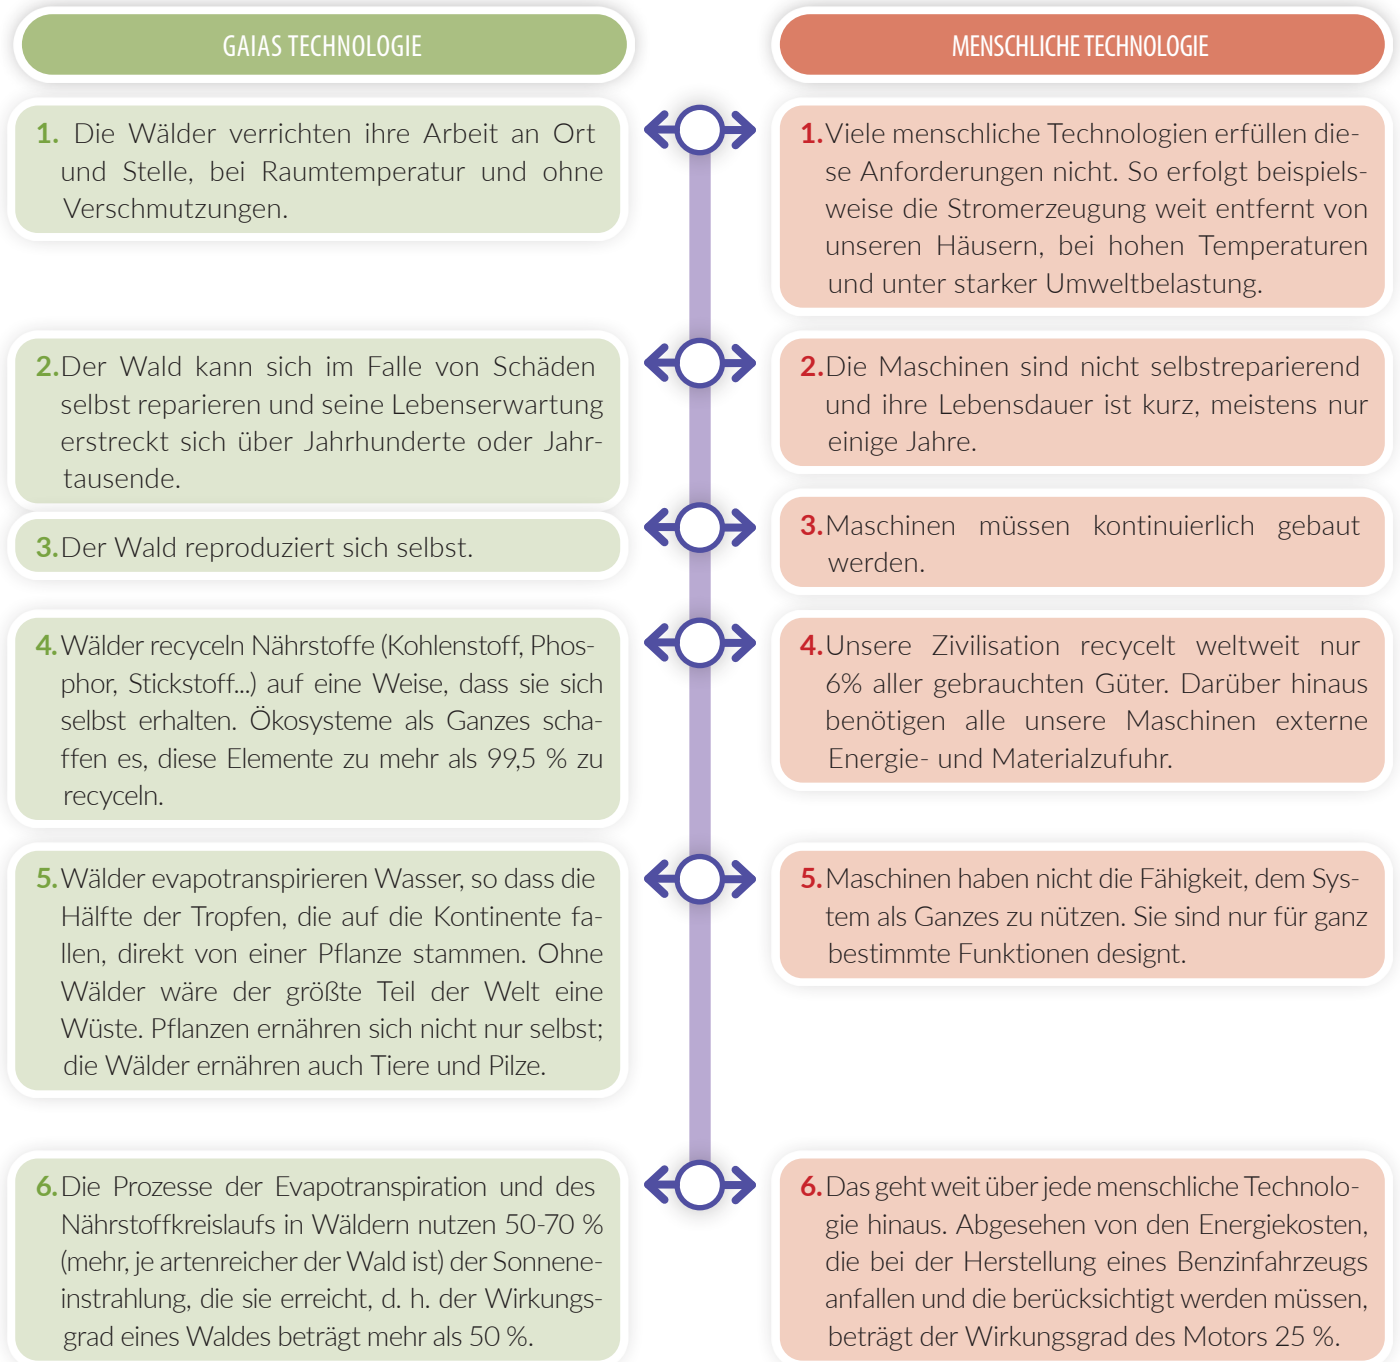 GAIAS TECHNOLOGIE
MENSCHLICHE TECHNOLOGIE
1. Die Wälder verrichten ihre Arbeit an Ort
und Stelle, bei Raumtemperatur und ohne
Verschmutzungen.
1. Viele menschliche Technologien erfüllen die-
se Anforderungen nicht. So erfolgt beispiels-
weise die Stromerzeugung weit entfernt von
unseren Häusern, bei hohen Temperaturen
und unter starker Umweltbelastung.
2. Der Wald kann sich im Falle von Schäden
selbst reparieren und seine Lebenserwartung
erstreckt sich über Jahrhunderte oder Jahr-
tausende.
2. Die Maschinen sind nicht selbstreparierend
und ihre Lebensdauer ist kurz, meistens nur
einige Jahre.
3. Der Wald reproduziert sich selbst.
3. Maschinen müssen kontinuierlich gebaut
werden.
4. Wälder recyceln Nährstoffe (Kohlenstoff, Phos-
phor, Stickstoff...) auf eine Weise, dass sie sich
selbst erhalten. Ökosysteme als Ganzes scha-
ffen es, diese Elemente zu mehr als 99,5 % zu
recyceln.
4. Unsere Zivilisation recycelt weltweit nur
6% aller gebrauchten Güter. Darüber hinaus
benötigen alle unsere Maschinen externe
Energie- und Materialzufuhr.
5. Wälder evapotranspirieren Wasser, so dass die
Hälfte der Tropfen, die auf die Kontinente fa-
llen, direkt von einer Pflanze stammen. Ohne
Wälder wäre der größte Teil der Welt eine
Wüste. Pflanzen ernähren sich nicht nur selbst;
die Wälder ernähren auch Tiere und Pilze.
5. Maschinen haben nicht die Fähigkeit, dem Sys-
tem als Ganzes zu nützen. Sie sind nur für ganz
bestimmte Funktionen designt.
6. Die Prozesse der Evapotranspiration und des
Nährstoffkreislaufs in Wäldern nutzen 50-70 %
(mehr, je artenreicher der Wald ist) der Sonnene-
instrahlung, die sie erreicht, d. h. der Wirkungs-
grad eines Waldes beträgt mehr als 50 %.
6. Das geht weit über jede menschliche Technolo-
gie hinaus. Abgesehen von den Energiekosten,
die bei der Herstellung eines Benzinfahrzeugs
anfallen und die berücksichtigt werden müssen,
beträgt der Wirkungsgrad des Motors 25 %.